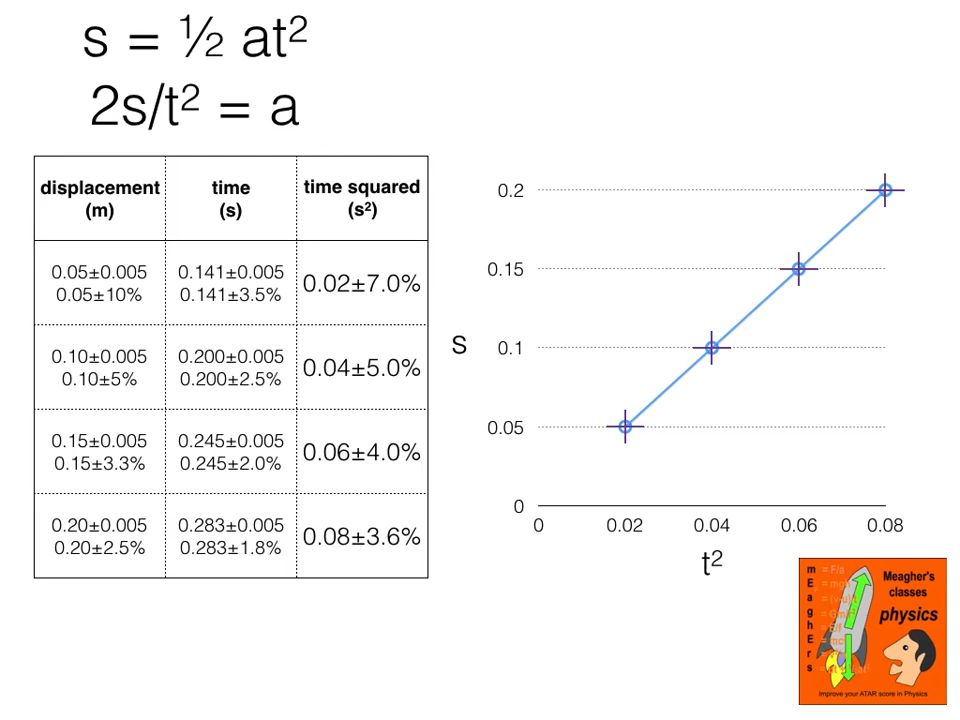 s = ½ at²
2s/t² = a
displacement (m) time (s) time squared (s²)
0.05±0.005 0.141±0.005 0.02±7.0%
0.05±10% 0.141±3.5%
0.10±0.005 0.200±0.005 0.04±5.0%
0.10±5% 0.200±2.5%
0.15±0.005 0.245±0.005 0.06±4.0%
0.15±3.3% 0.245±2.0%
0.20±0.005 0.283±0.005 0.08±3.6%
0.20±2.5% 0.283±1.8%
0.2
0.15
S
0.1
0.05
0
0 0.02 0.04 0.06 0.08
t²
mEaghErs
= F/a
Meagher's
classes
physics
Improve your ATAR score in Physics